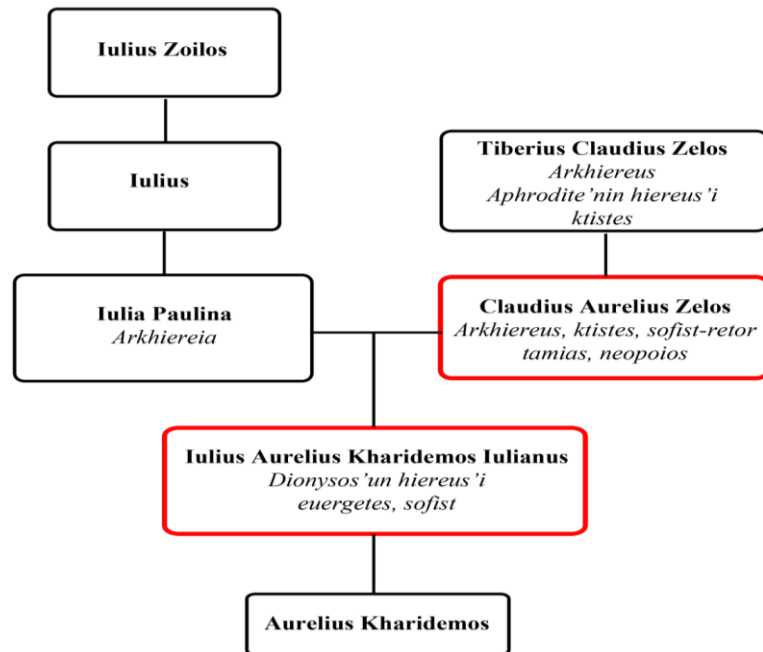 Iulius Zoilos
Iulius
Tiberius Claudius Zelos
Arkhiereus
Aphrodite’nin hiereus’i
ktistes
Iulia Paulina
Arkhiereia
Claudius Aurelius Zelos
Arkhiereus, ktistes, sofist-retor
tamias, neopoios
Iulius Aurelius Kharidemos Iulianus
Dionysos’un hiereus’i
euergetes, sofist
Aurelius Kharidemos